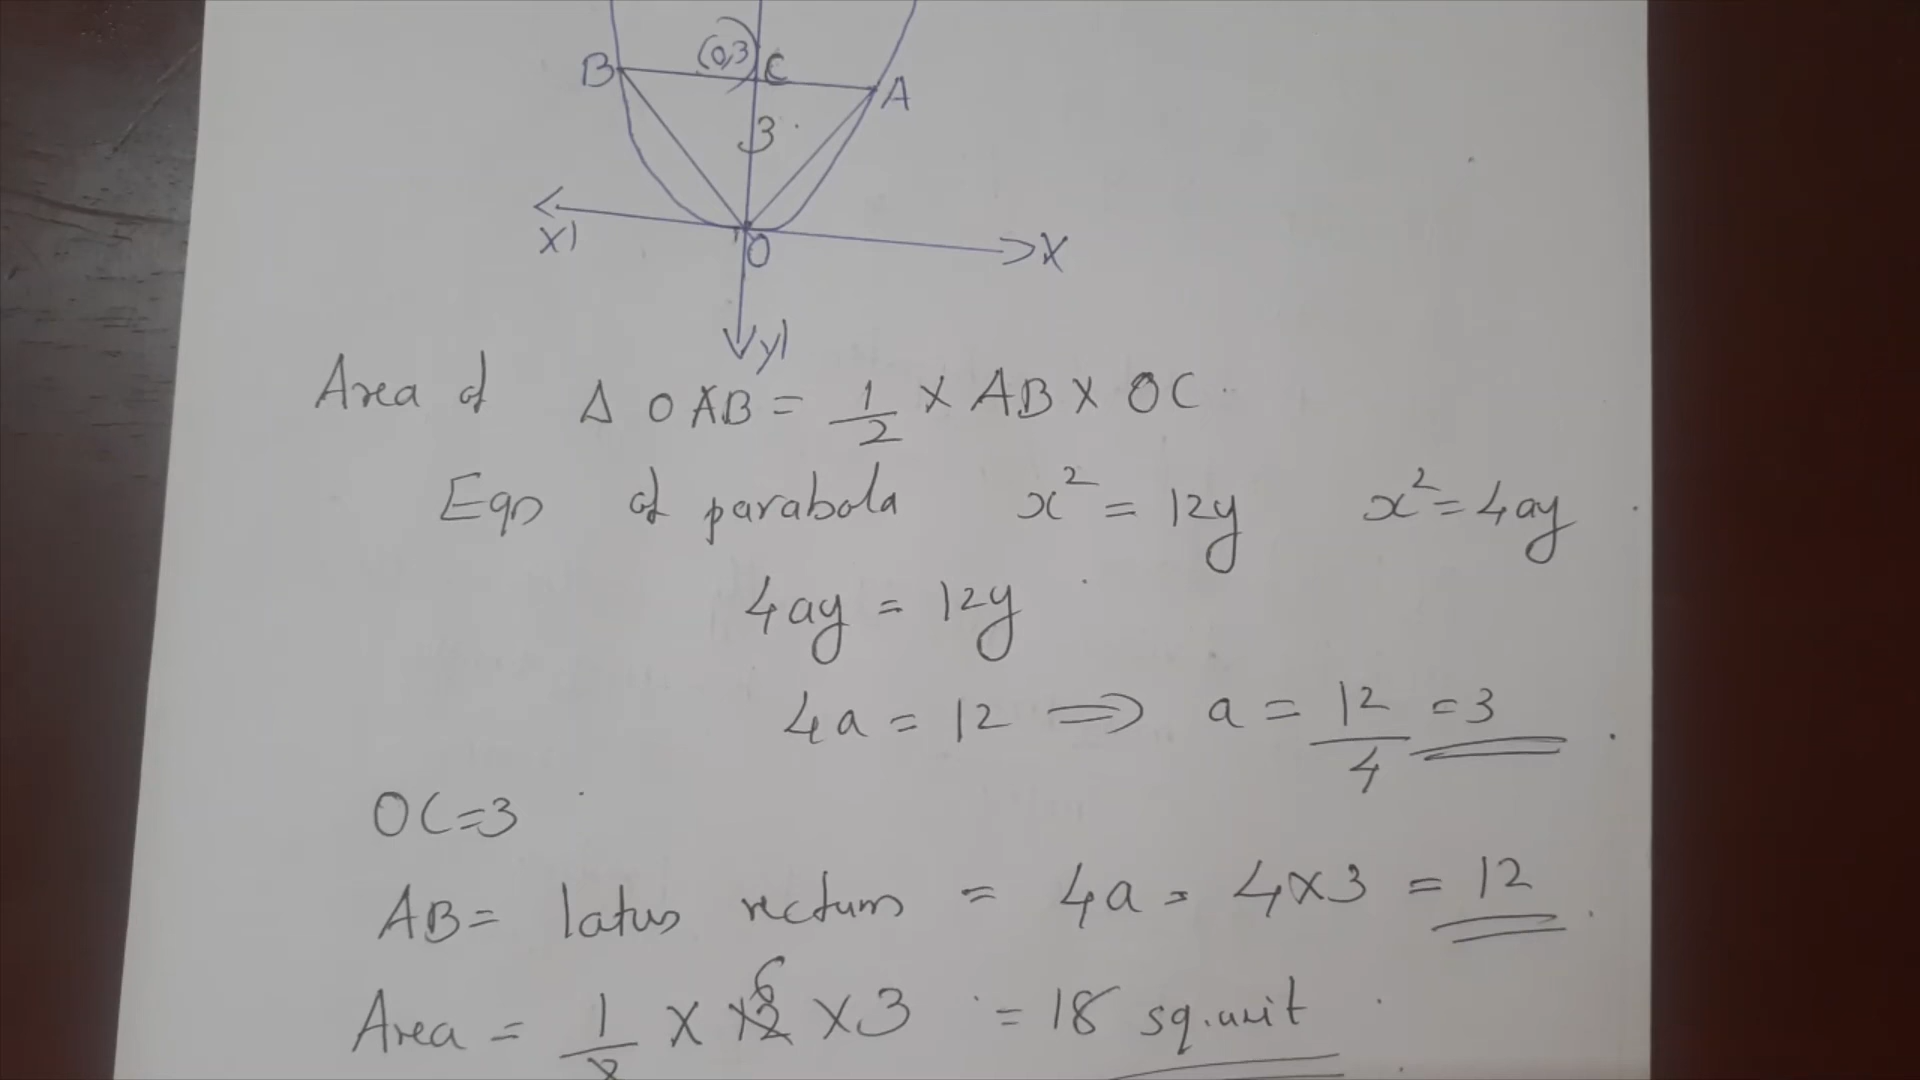 B (0,3) C A
3
X' O X
y'
Area of Δ OAB = 1/2 × AB × OC
Eqn of parabola x² = 12y x² = 4ay
4ay = 12y
4a = 12 ⇒ a = 12/4 = 3
OC = 3
AB = latus rectum = 4a = 4×3 = 12
Area = 1/2 × 12 6 × 3 = 18 sq.unit